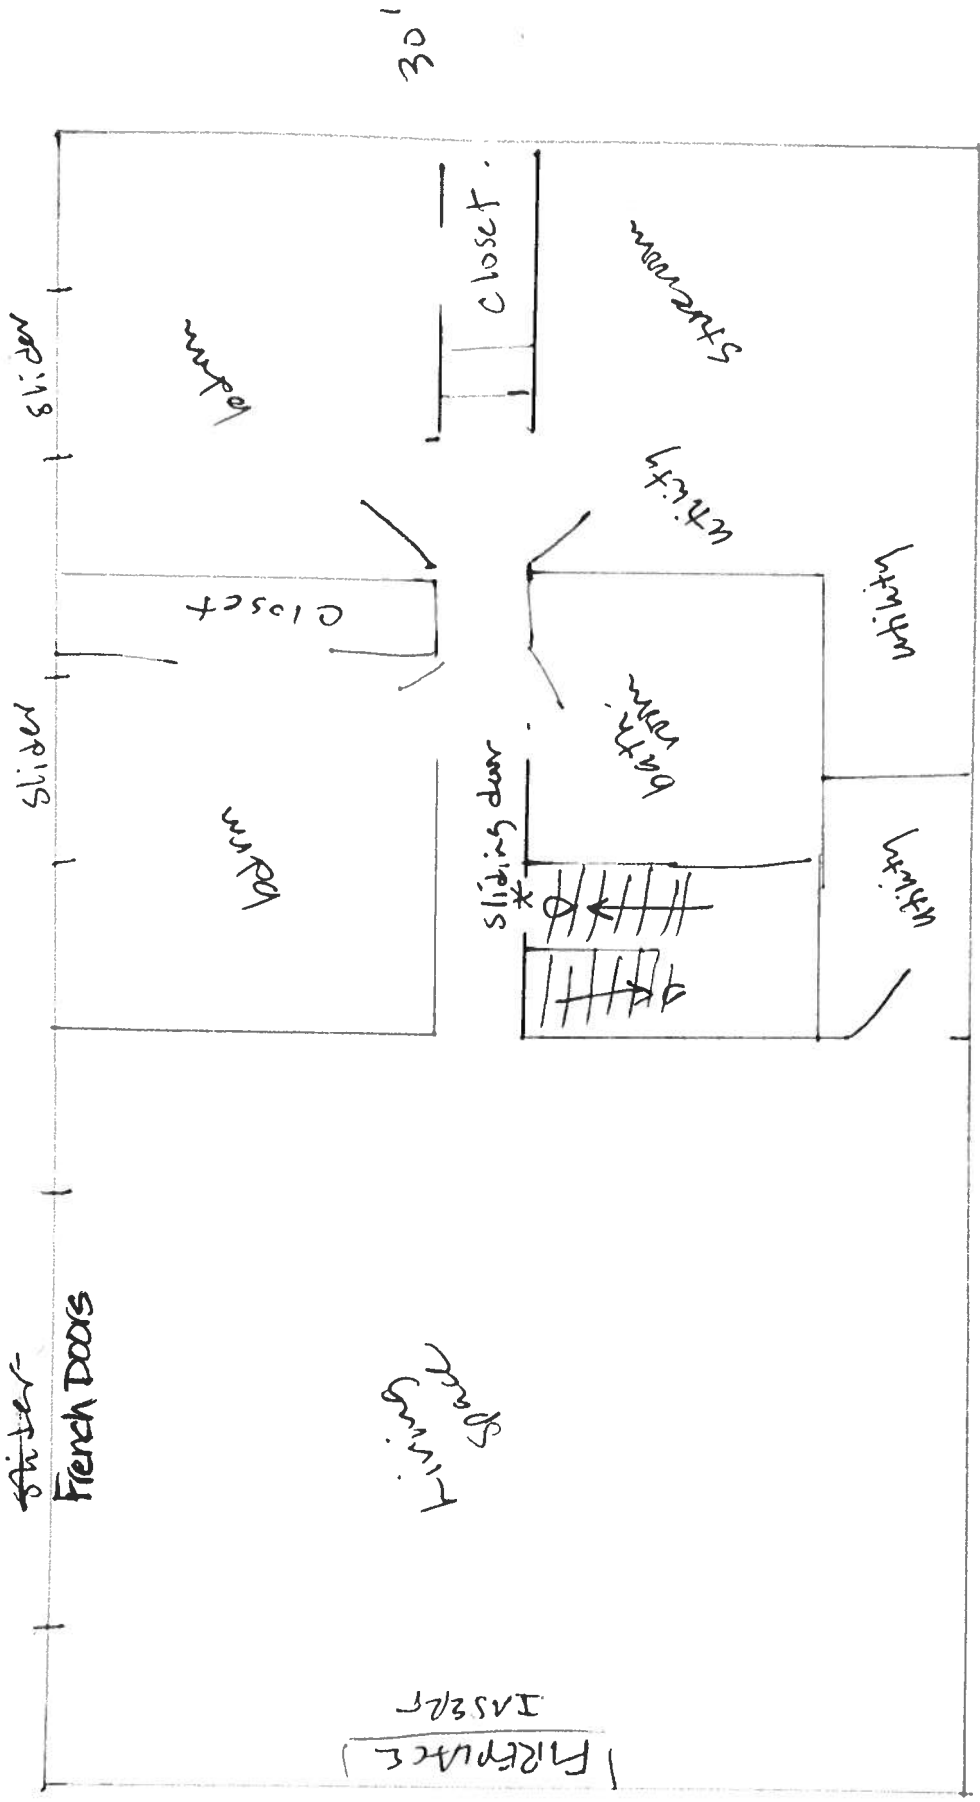 30'
slider
bdrm
closet.
storeroom
utility
closet
utility
slider
bdrm
sliding door
*
bath
room
utility
slider
French Doors
Living
space
FIREPLACE
INSERT